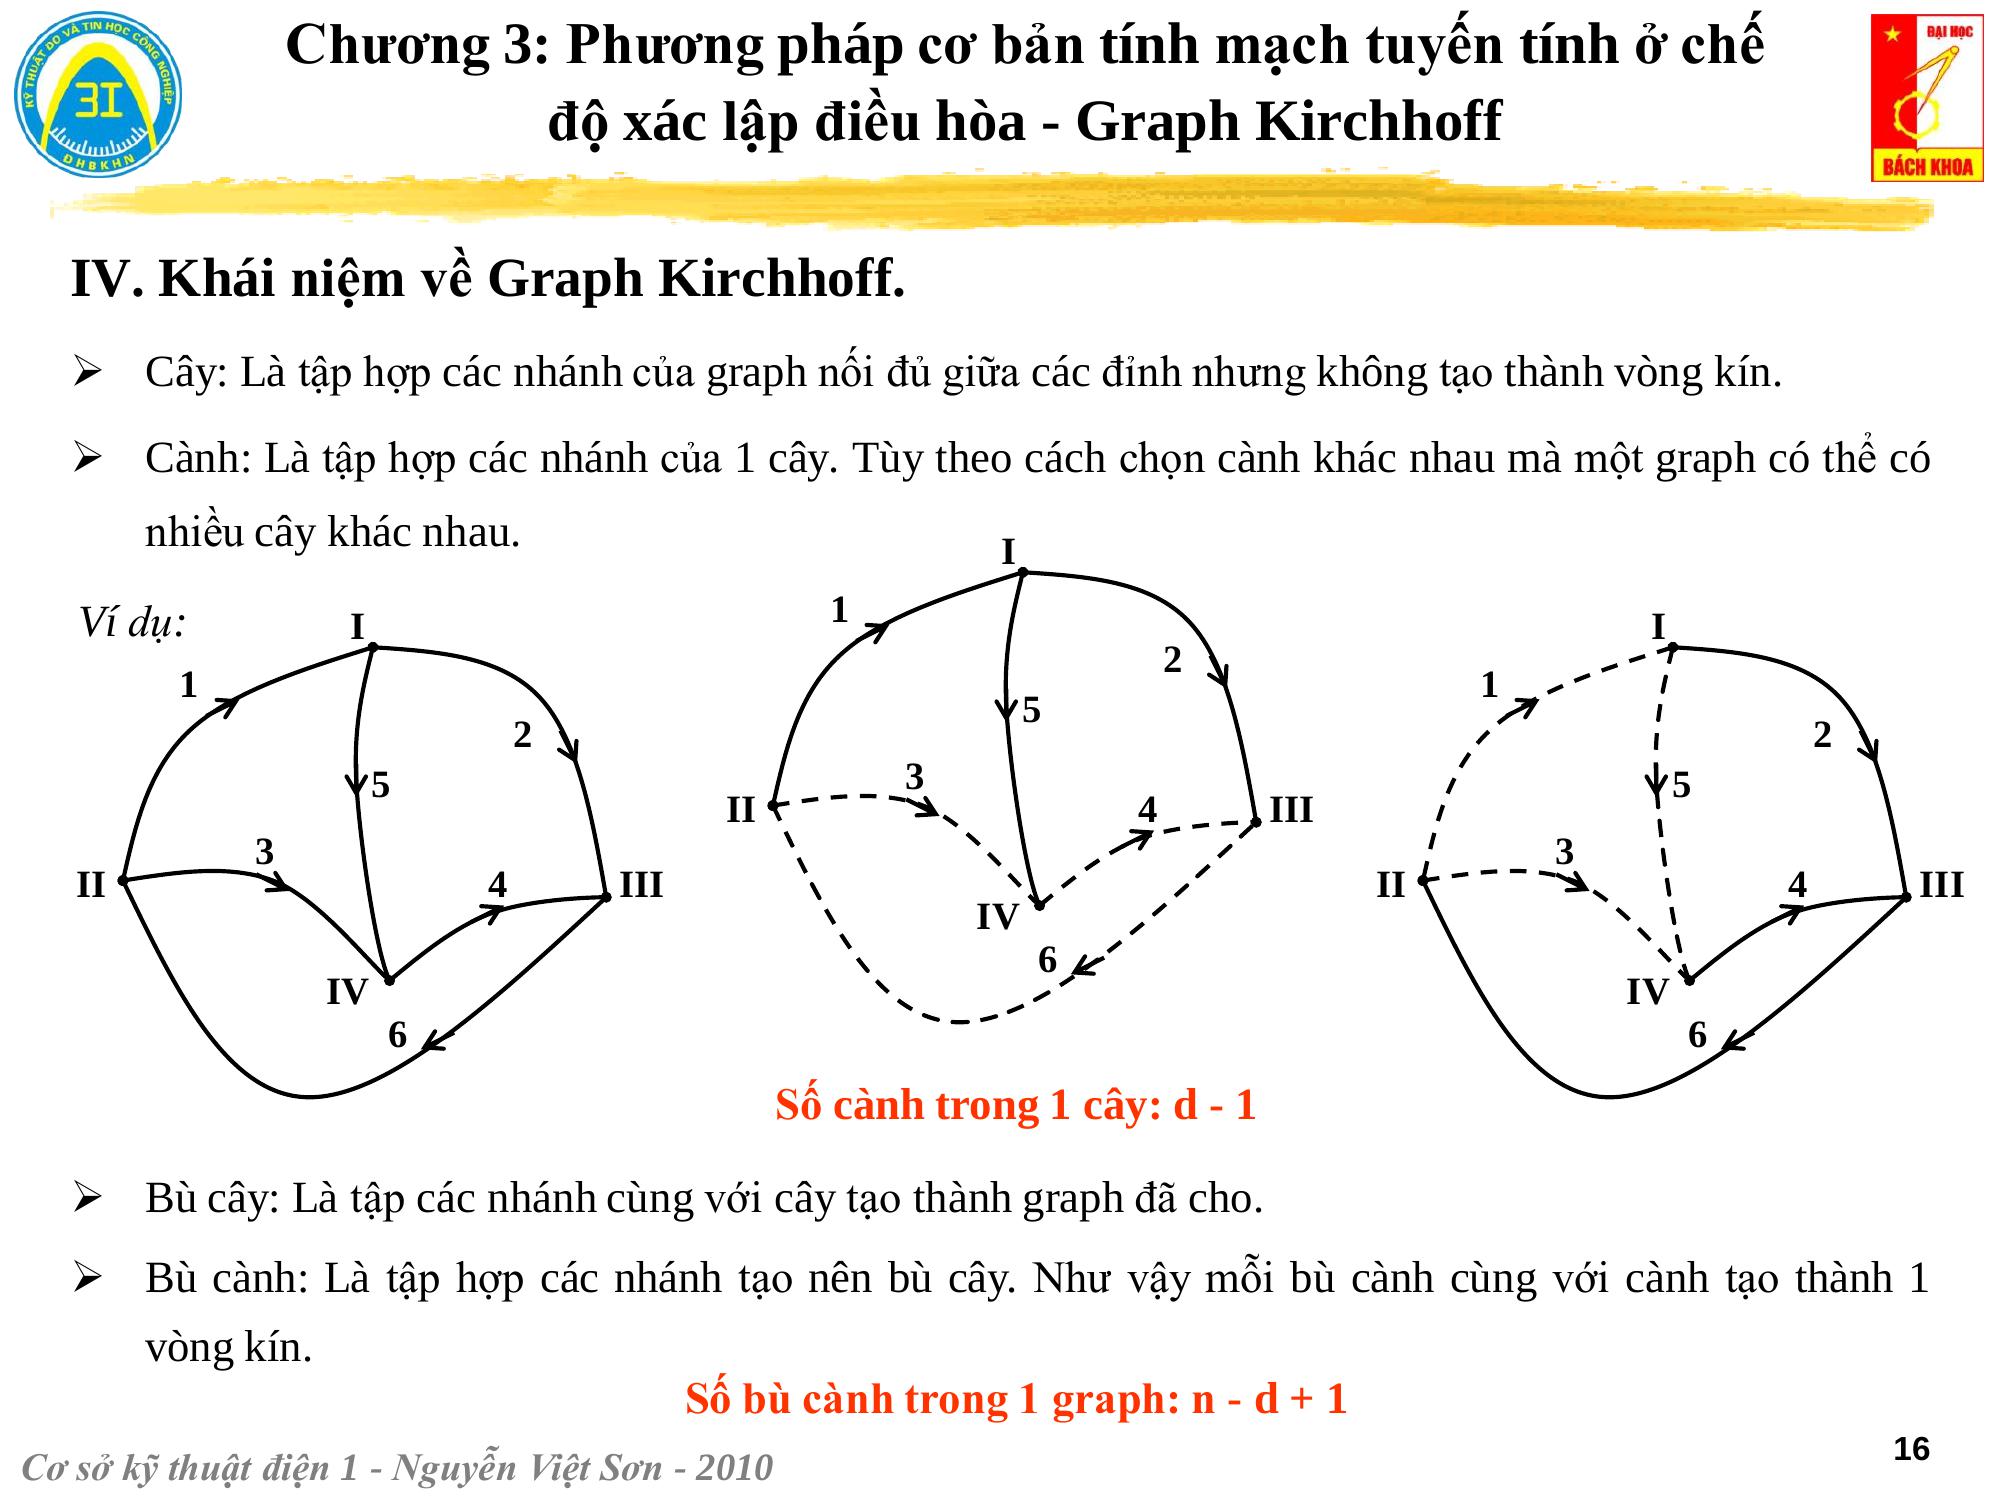 KỸ THUẬT ĐO VÀ TIN HỌC CÔNG NGHIỆP
3I
ĐHBKHN
Chương 3: Phương pháp cơ bản tính mạch tuyến tính ở chế
độ xác lập điều hòa - Graph Kirchhoff
ĐẠI HỌC
BÁCH KHOA
IV. Khái niệm về Graph Kirchhoff.
➢ Cây: Là tập hợp các nhánh của graph nối đủ giữa các đỉnh nhưng không tạo thành vòng kín.
➢ Cành: Là tập hợp các nhánh của 1 cây. Tùy theo cách chọn cành khác nhau mà một graph có thể có
nhiều cây khác nhau.
Ví dụ:
I
1
2
5
3
II
4
III
IV
6
I
1
2
5
3
II
4
III
IV
6
I
1
2
5
3
II
4
III
IV
6
Số cành trong 1 cây: d - 1
➢ Bù cây: Là tập các nhánh cùng với cây tạo thành graph đã cho.
➢ Bù cành: Là tập hợp các nhánh tạo nên bù cây. Như vậy mỗi bù cành cùng với cành tạo thành 1
vòng kín.
Số bù cành trong 1 graph: n - d + 1
Cơ sở kỹ thuật điện 1 - Nguyễn Việt Sơn - 2010
16